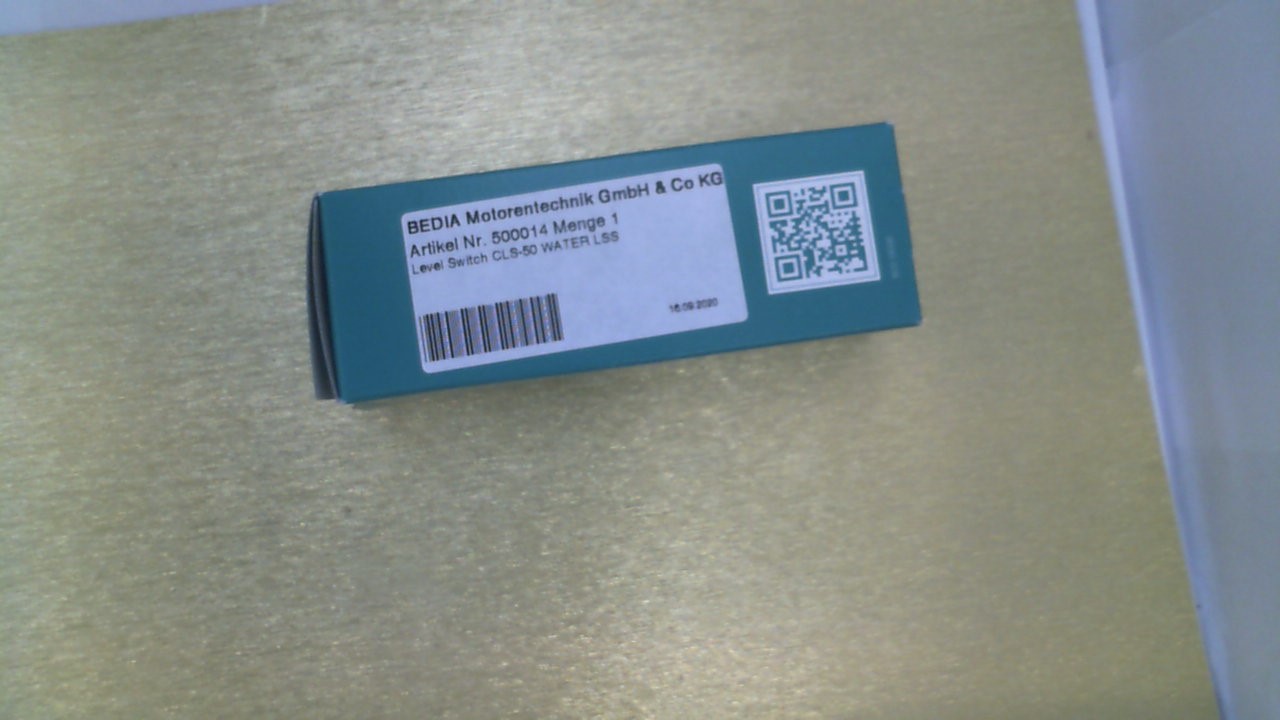 BEDIA Motorentechnik GmbH & Co KG
Artikel Nr. 500014 Menge 1
Level Switch CLS-50 WATER LSS
16.09.2020